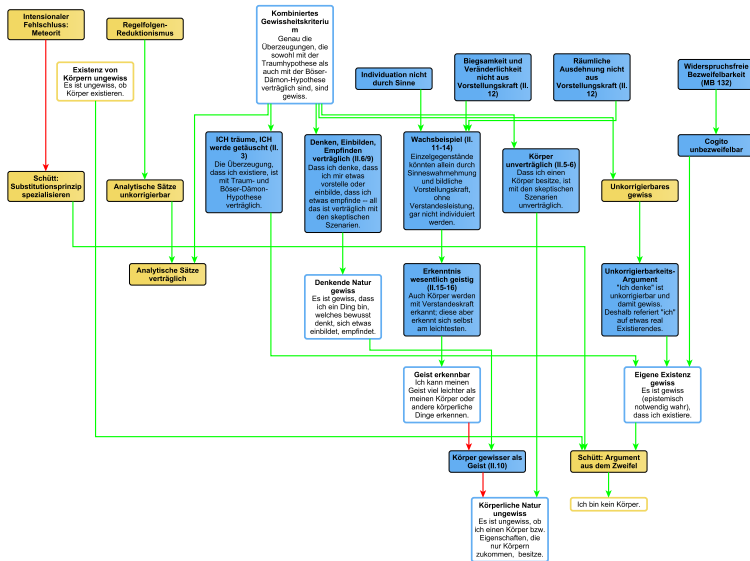 Intensionaler
Fehlschluss:
Meteorit
Regelfolgen-
Reduktionismus
Kombiniertes
Gewissheitskriteriu
m
Genau die
Überzeugungen, die
sowohl mit der
Traumhypothese als
auch mit der Böser-
Dämon-Hypothese
verträglich sind, sind
gewiss.
Existenz von
Körpern ungewiss
Es ist ungewiss, ob
Körper existieren.
Individuation nicht
durch Sinne
Biegsamkeit und
Veränderlichkeit
nicht aus
Vorstellungskraft (II.
12)
Räumliche
Ausdehnung nicht
aus
Vorstellungskraft (II.
12)
Widerspruchsfreie
Bezweifelbarkeit
(MB 132)
Schütt:
Substitutionsprinzip
spezialisieren
Analytische Sätze
unkorrigierbar
ICH träume, ICH
werde getäuscht (II.
3)
Die Überzeugung,
dass ich existiere, ist
mit Traum- und
Böser-Dämon-
Hypothese
verträglich.
Denken, Einbilden,
Empfinden
verträglich (II.6/9)
Dass ich denke, dass
ich mir etwas
vorstelle oder
einbilde, dass ich
etwas empfinde -- all
das ist verträglich mit
den skeptischen
Szenarien.
Wachsbeispiel (II.
11-14)
Einzelgegenstände
könnten allein durch
Sinneswahrnehmung
und bildliche
Vorstellungskraft,
ohne
Verstandesleistung,
gar nicht individuiert
werden.
Körper
unverträglich (II.5-6)
Dass ich einen
Körper besitze, ist
mit den skeptischen
Szenarien
unverträglich.
Unkorrigierbares
gewiss
Cogito
unbezweifelbar
Analytische Sätze
verträglich
Denkende Natur
gewiss
Es ist gewiss, dass
ich ein Ding bin,
welches bewusst
denkt, sich etwas
einbildet, empfindet.
Erkenntnis
wesentlich geistig
(II.15-16)
Auch Körper werden
mit Verstandeskraft
erkannt; diese aber
erkennt sich selbst
am leichtesten.
Unkorrigierbarkeits-
Argument
"Ich denke" ist
unkorrigierbar und
damit gewiss.
Deshalb referiert "ich"
auf etwas real
Existierendes.
Geist erkennbar
Ich kann meinen
Geist viel leichter als
meinen Körper oder
andere körperliche
Dinge erkennen.
Eigene Existenz
gewiss
Es ist gewiss
(epistemisch
notwendig wahr),
dass ich existiere.
Körper gewisser als
Geist (II.10)
Schütt: Argument
aus dem Zweifel
Körperliche Natur
ungewiss
Es ist ungewiss, ob
ich einen Körper bzw.
Eigenschaften, die
nur Körpern
zukommen, besitze.
Ich bin kein Körper.